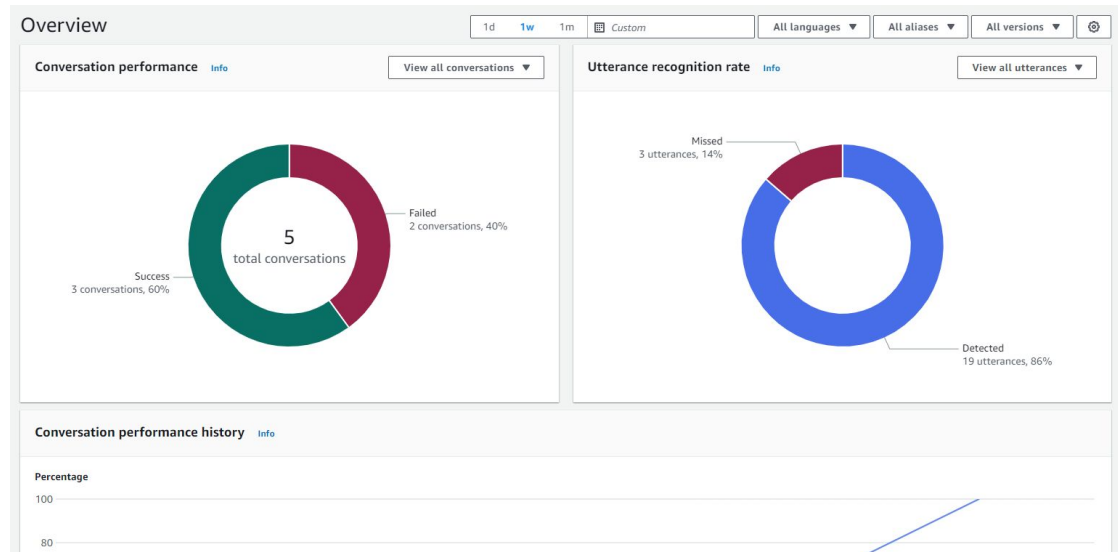 Overview
1d 1w 1m Custom All languages ▼ All aliases ▼ All versions ▼
Conversation performance Info View all conversations ▼
Failed
2 conversations, 40%
5
total conversations
Success
3 conversations, 60%
Utterance recognition rate Info View all utterances ▼
Missed
3 utterances, 14%
Detected
19 utterances, 86%
Conversation performance history Info
Percentage
100
80